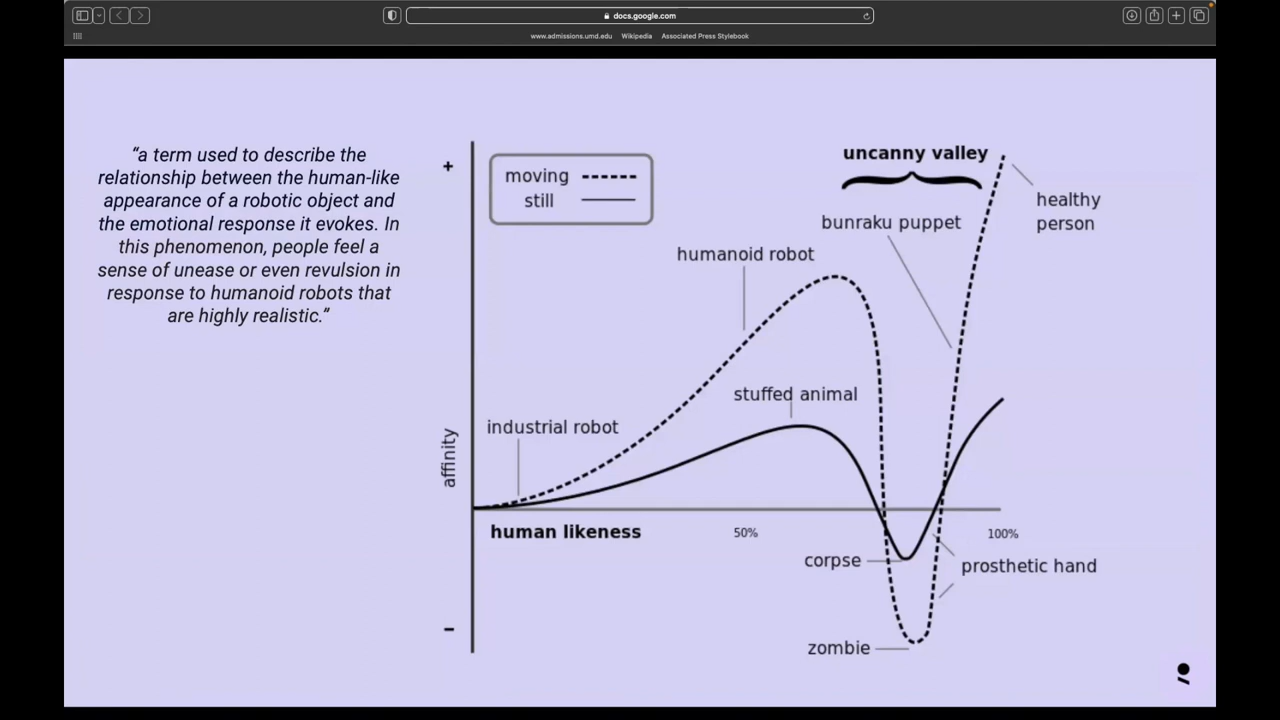 docs.google.com
www.admissions.umd.edu Wikipedia Associated Press Stylebook
“a term used to describe the
relationship between the human-like
appearance of a robotic object and
the emotional response it evokes. In
this phenomenon, people feel a
sense of unease or even revulsion in
response to humanoid robots that
are highly realistic.”
+
moving
still
uncanny valley
healthy
person
bunraku puppet
humanoid robot
stuffed animal
industrial robot
affinity
human likeness
50%
100%
corpse
prosthetic hand
−
zombie